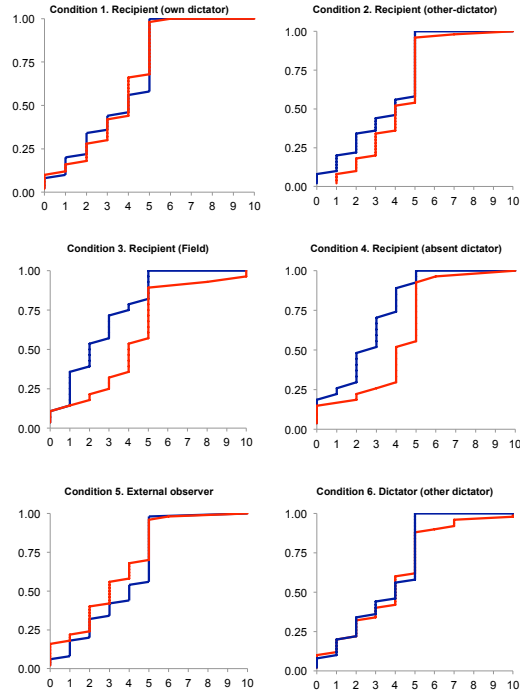 Condition 1. Recipient (own dictator)
1.00
0.75
0.50
0.25
0.00
0 1 2 3 4 5 6 7 8 9 10
Condition 2. Recipient (other-dictator)
1.00
0.75
0.50
0.25
0.00
0 1 2 3 4 5 6 7 8 9 10
Condition 3. Recipient (Field)
1.00
0.75
0.50
0.25
0.00
0 1 2 3 4 5 6 7 8 9 10
Condition 4. Recipient (absent dictator)
1.00
0.75
0.50
0.25
0.00
0 1 2 3 4 5 6 7 8 9 10
Condition 5. External observer
1.00
0.75
0.50
0.25
0.00
0 1 2 3 4 5 6 7 8 9 10
Condition 6. Dictator (other dictator)
1.00
0.75
0.50
0.25
0.00
0 1 2 3 4 5 6 7 8 9 10